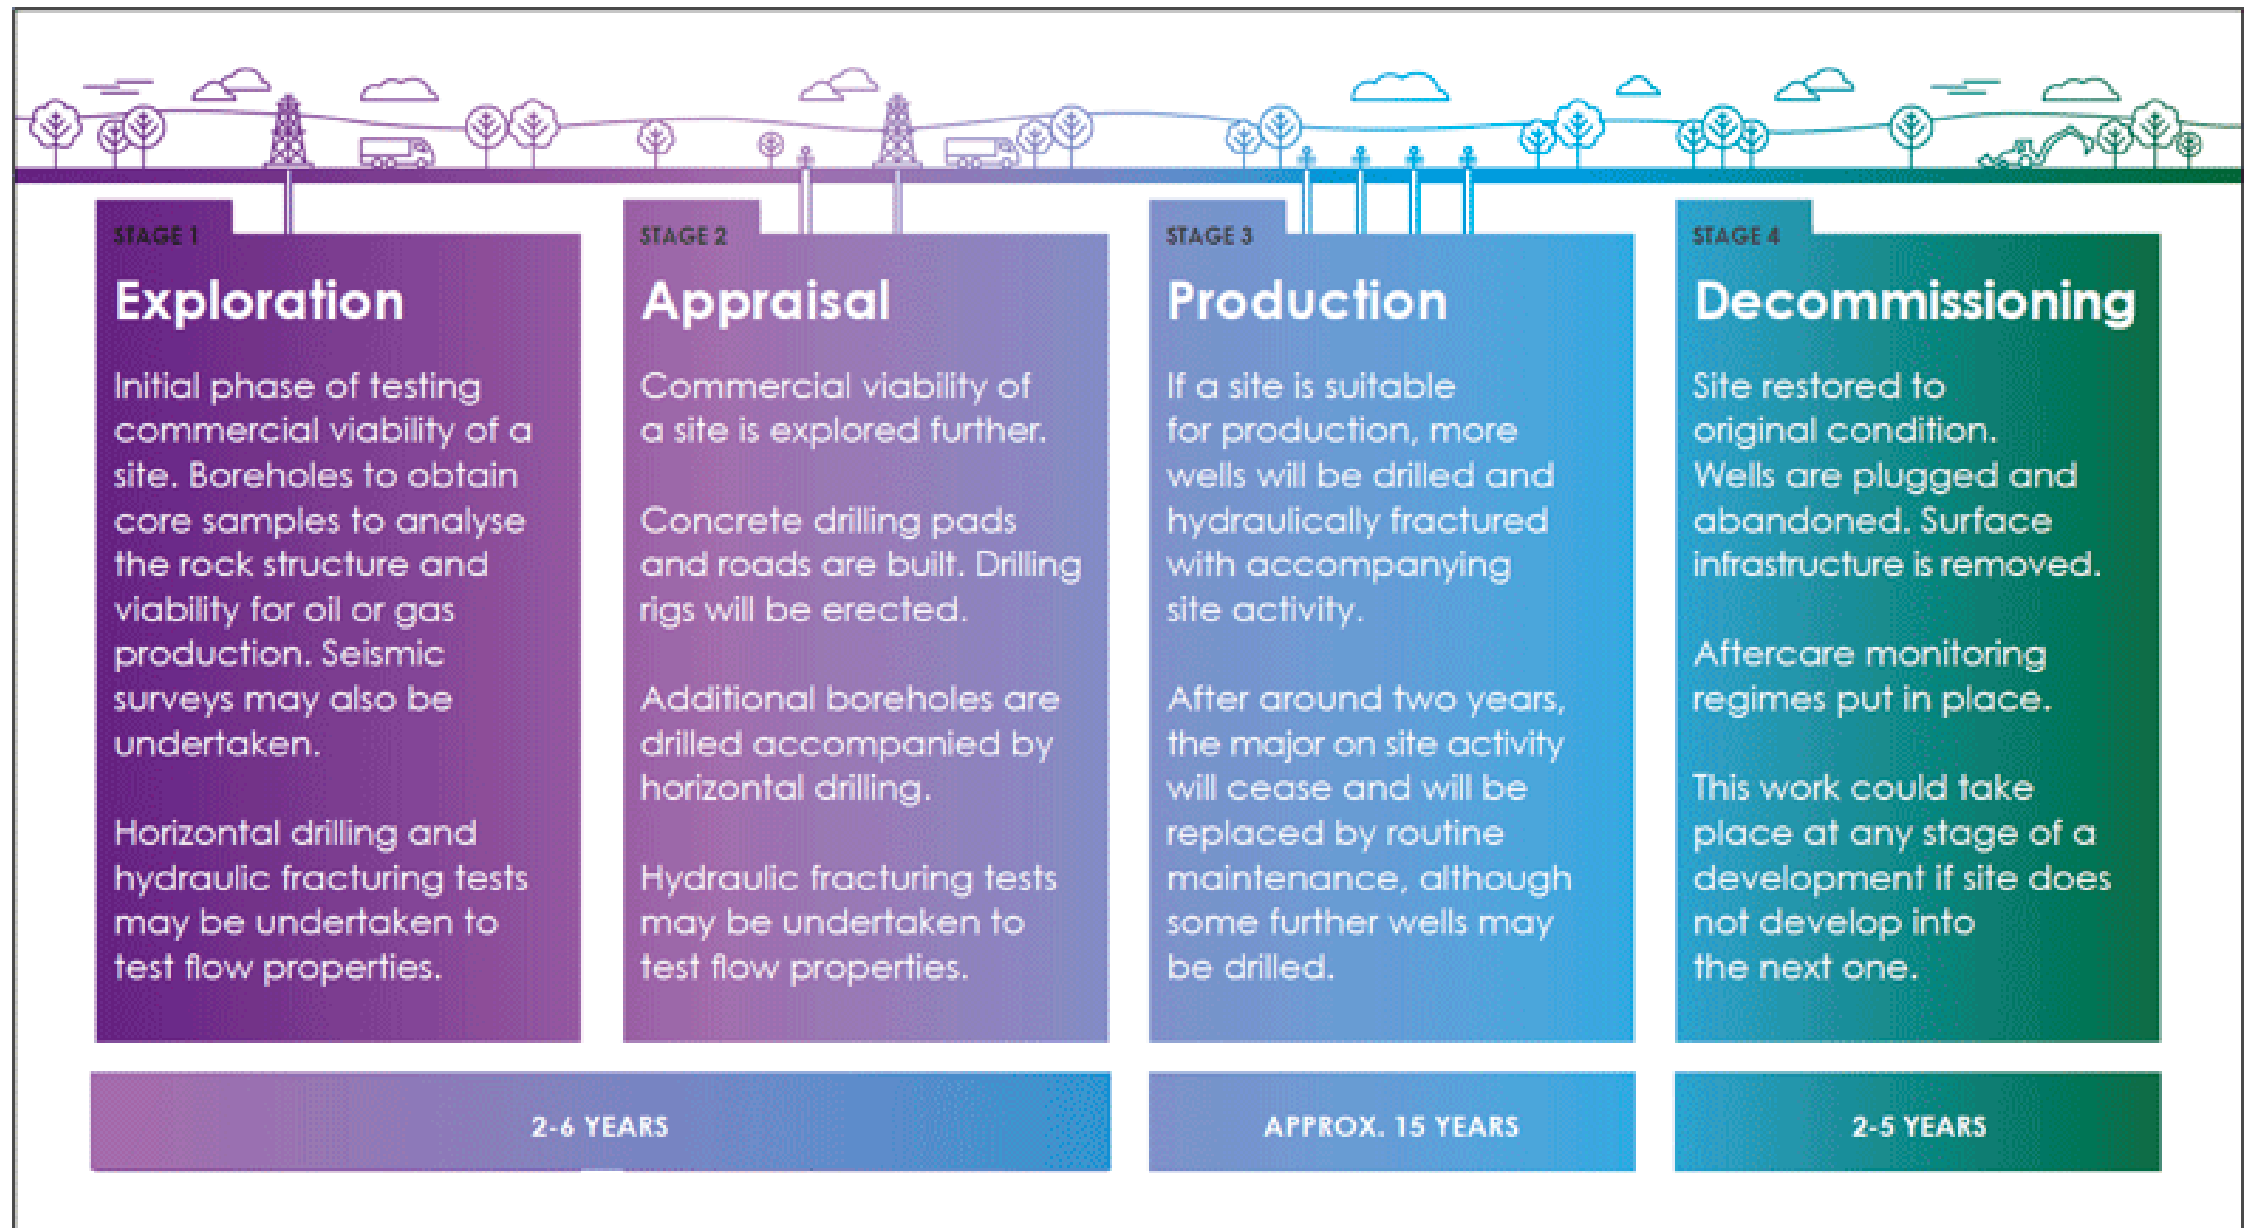 STAGE 1
Exploration
Initial phase of testing
commercial viability of a
site. Boreholes to obtain
core samples to analyse
the rock structure and
viability for oil or gas
production. Seismic
surveys may also be
undertaken.
Horizontal drilling and
hydraulic fracturing tests
may be undertaken to
test flow properties.
STAGE 2
Appraisal
Commercial viability of
a site is explored further.
Concrete drilling pads
and roads are built. Drilling
rigs will be erected.
Additional boreholes are
drilled accompanied by
horizontal drilling.
Hydraulic fracturing tests
may be undertaken to
test flow properties.
STAGE 3
Production
If a site is suitable
for production, more
wells will be drilled and
hydraulically fractured
with accompanying
site activity.
After around two years,
the major on site activity
will cease and will be
replaced by routine
maintenance, although
some further wells may
be drilled.
STAGE 4
Decommissioning
Site restored to
original condition.
Wells are plugged and
abandoned. Surface
infrastructure is removed.
Aftercare monitoring
regimes put in place.
This work could take
place at any stage of a
development if site does
not develop into
the next one.
2-6 YEARS
APPROX. 15 YEARS
2-5 YEARS